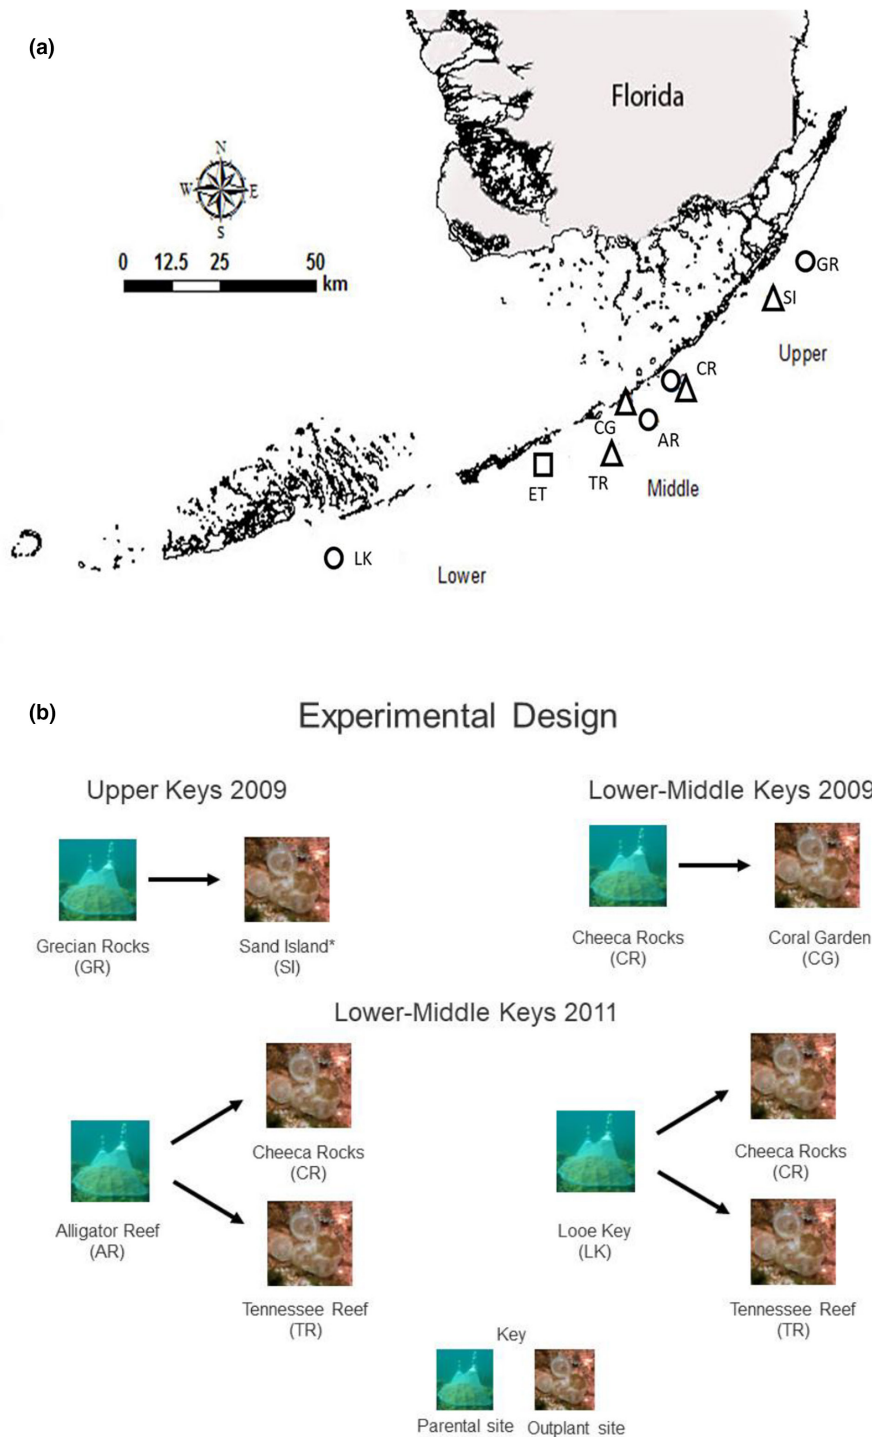 (a)
Florida
N
W E
S
0 12.5 25 50
km
GR
SI
Upper
CR
CG
AR
TR
Middle
ET
LK
Lower
(b)
Experimental Design
Upper Keys 2009
Lower-Middle Keys 2009
Grecian Rocks
(GR)
Sand Island*
(SI)
Cheeca Rocks
(CR)
Coral Garden
(CG)
Lower-Middle Keys 2011
Cheeca Rocks
(CR)
Cheeca Rocks
(CR)
Alligator Reef
(AR)
Looe Key
(LK)
Tennessee Reef
(TR)
Tennessee Reef
(TR)
Key
Parental site
Outplant site